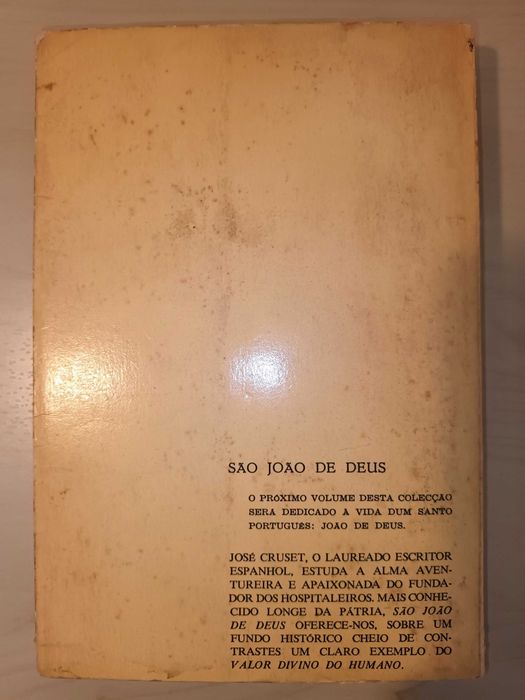 SÃO JOÃO DE DEUS
O PRÓXIMO VOLUME DESTA COLECÇÃO
SERA DEDICADO A VIDA DUM SANTO
PORTUGUÊS: JOAO DE DEUS.
JOSÉ CRUSET, O LAUREADO ESCRITOR
ESPANHOL, ESTUDA A ALMA AVEN-
TUREIRA E APAIXONADA DO FUNDA-
DOR DOS HOSPITALEIROS. MAIS CONHE-
CIDO LONGE DA PÁTRIA, SÃO JOÃO
DE DEUS OFERECE-NOS, SOBRE UM
FUNDO HISTÓRICO CHEIO DE CON-
TRASTES UM CLARO EXEMPLO DO
VALOR DIVINO DO HUMANO.